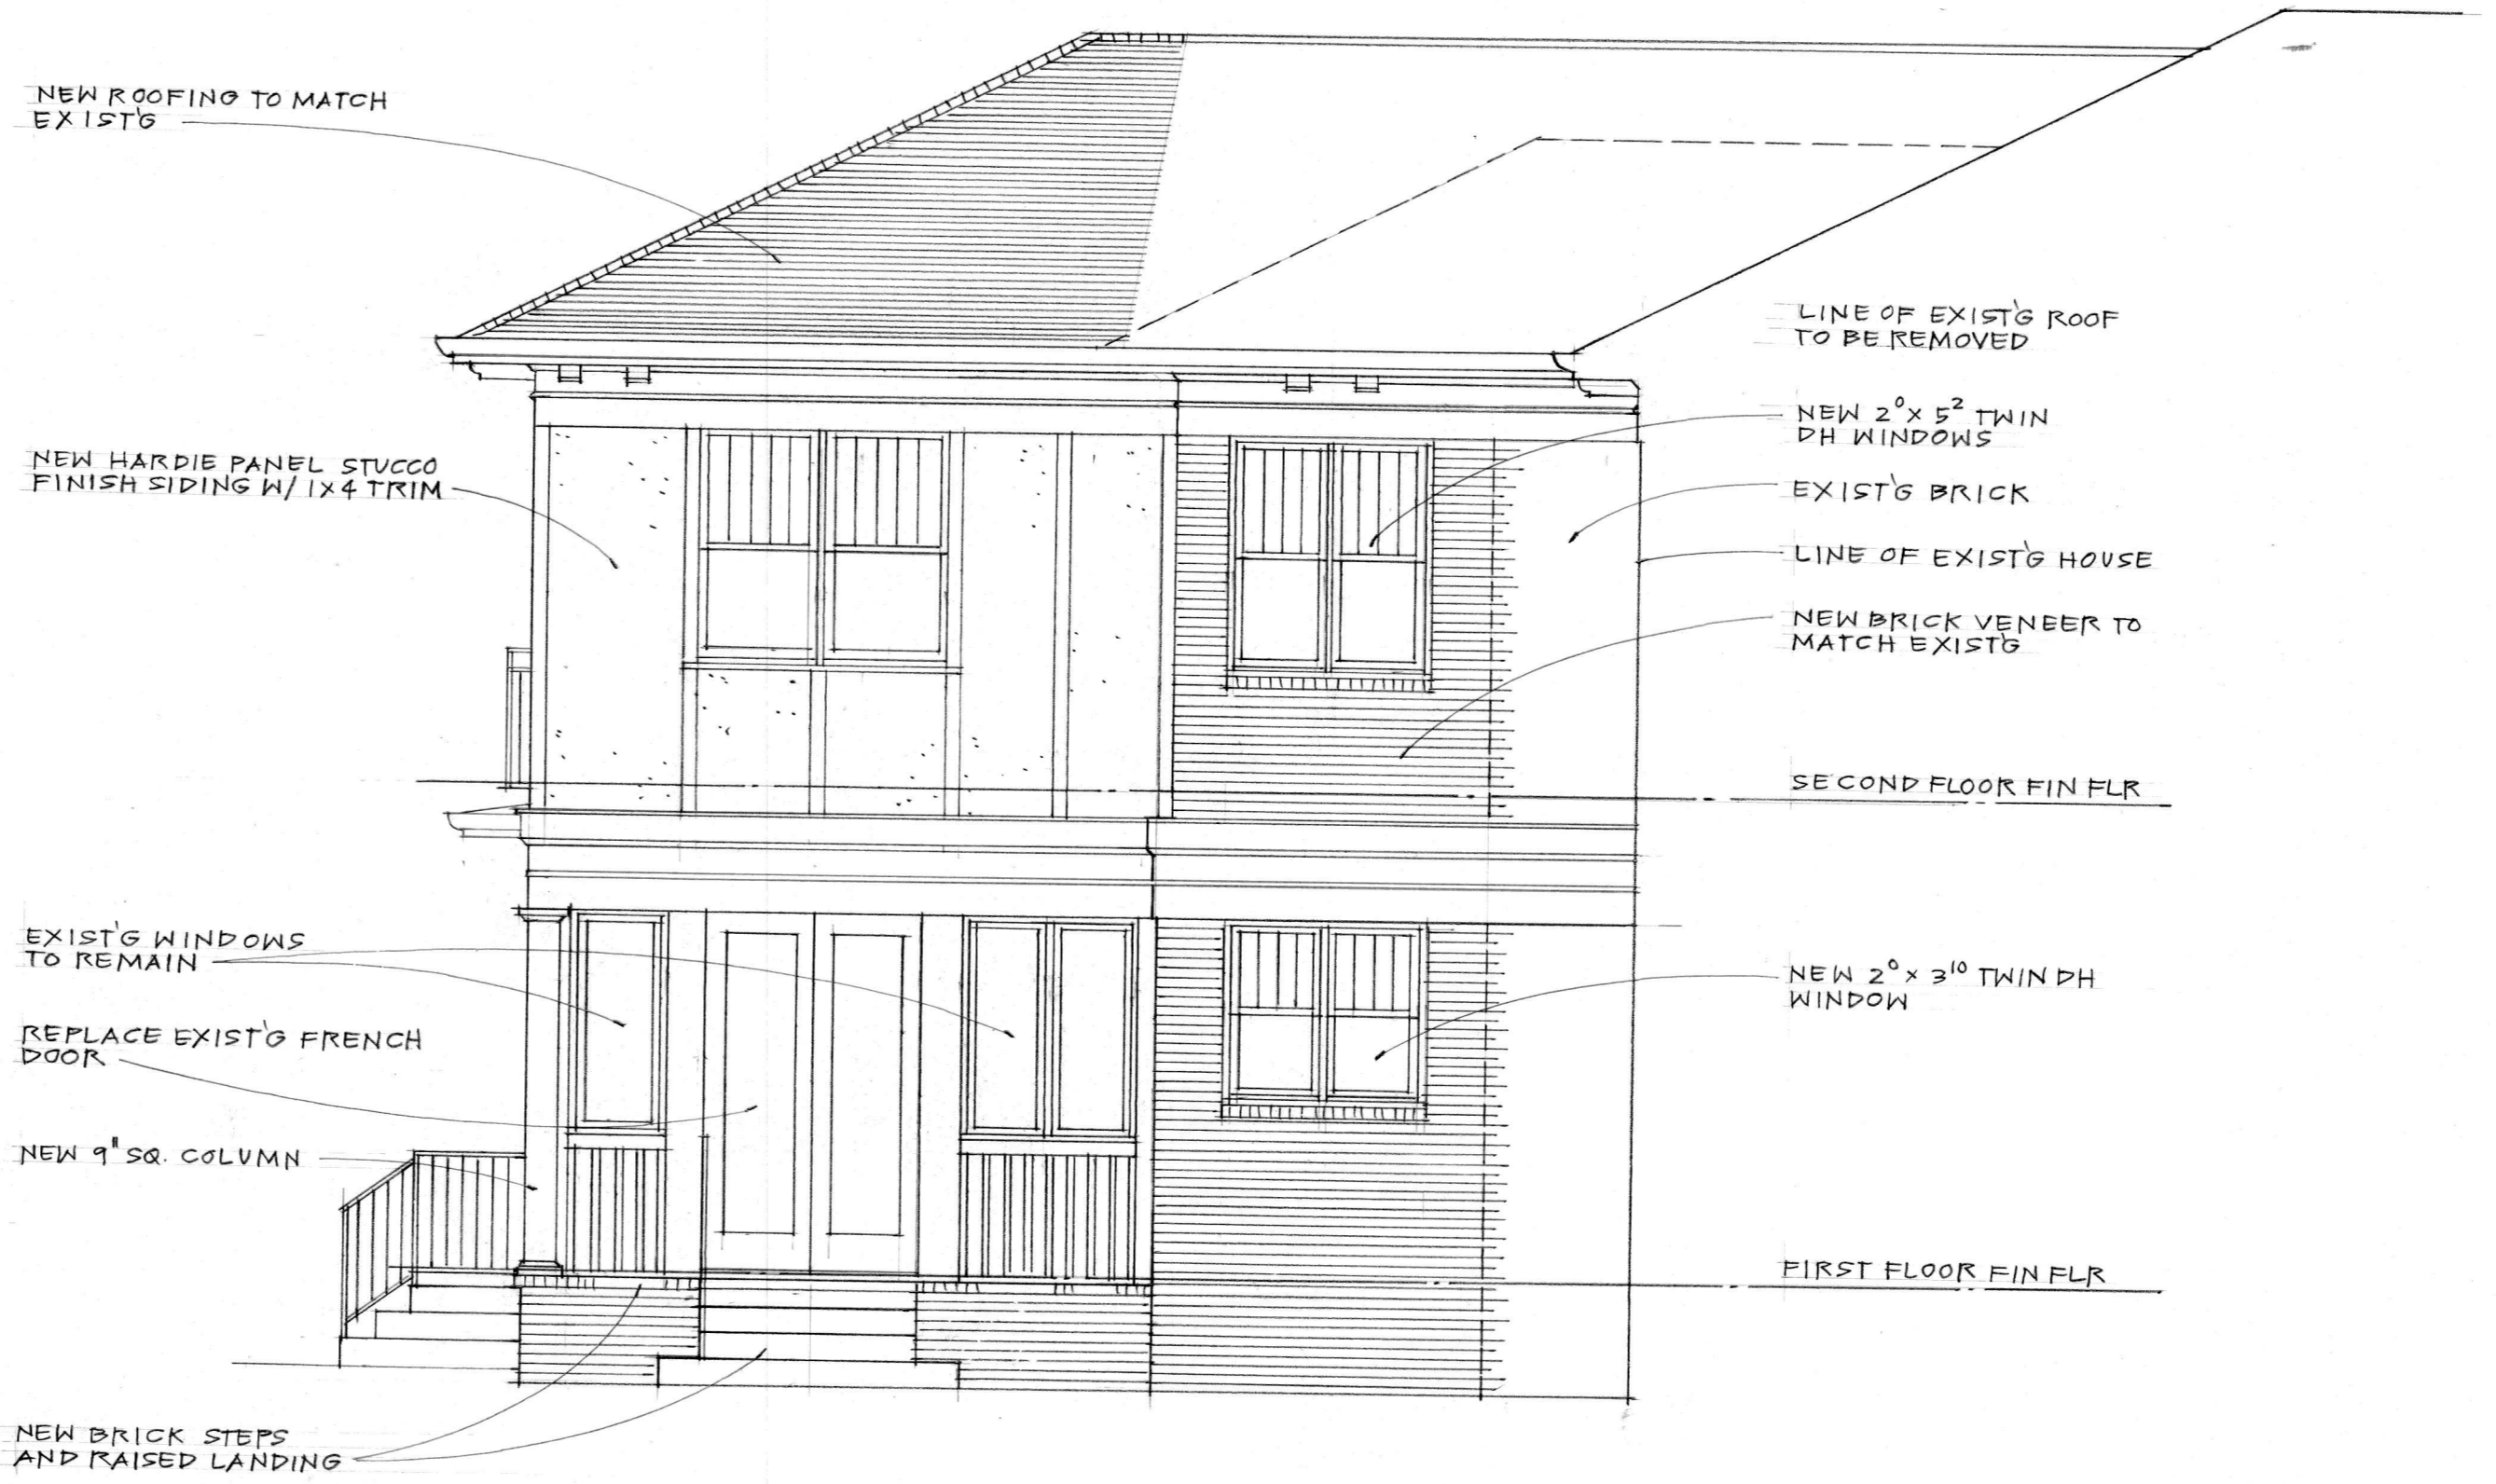 NEW ROOFING TO MATCH
EXIST'G
NEW HARDIE PANEL STUCCO
FINISH SIDING W/ 1X4 TRIM
EXIST'G WINDOWS
TO REMAIN
REPLACE EXIST'G FRENCH
DOOR
NEW 9" SQ. COLUMN
NEW BRICK STEPS
AND RAISED LANDING
LINE OF EXIST'G ROOF
TO BE REMOVED
NEW 2⁰ X 5² TWIN
DH WINDOWS
EXIST'G BRICK
LINE OF EXIST'G HOUSE
NEW BRICK VENEER TO
MATCH EXIST'G
SECOND FLOOR FIN FLR
NEW 2⁰ X 3¹⁰ TWIN DH
WINDOW
FIRST FLOOR FIN FLR